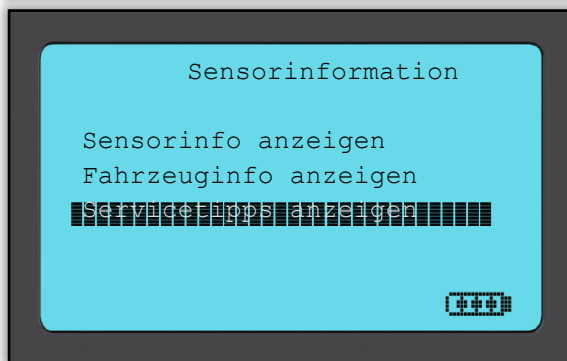 Sensorinformation
Sensorinfo anzeigen
Fahrzeuginfo anzeigen
Servicetipps anzeigen